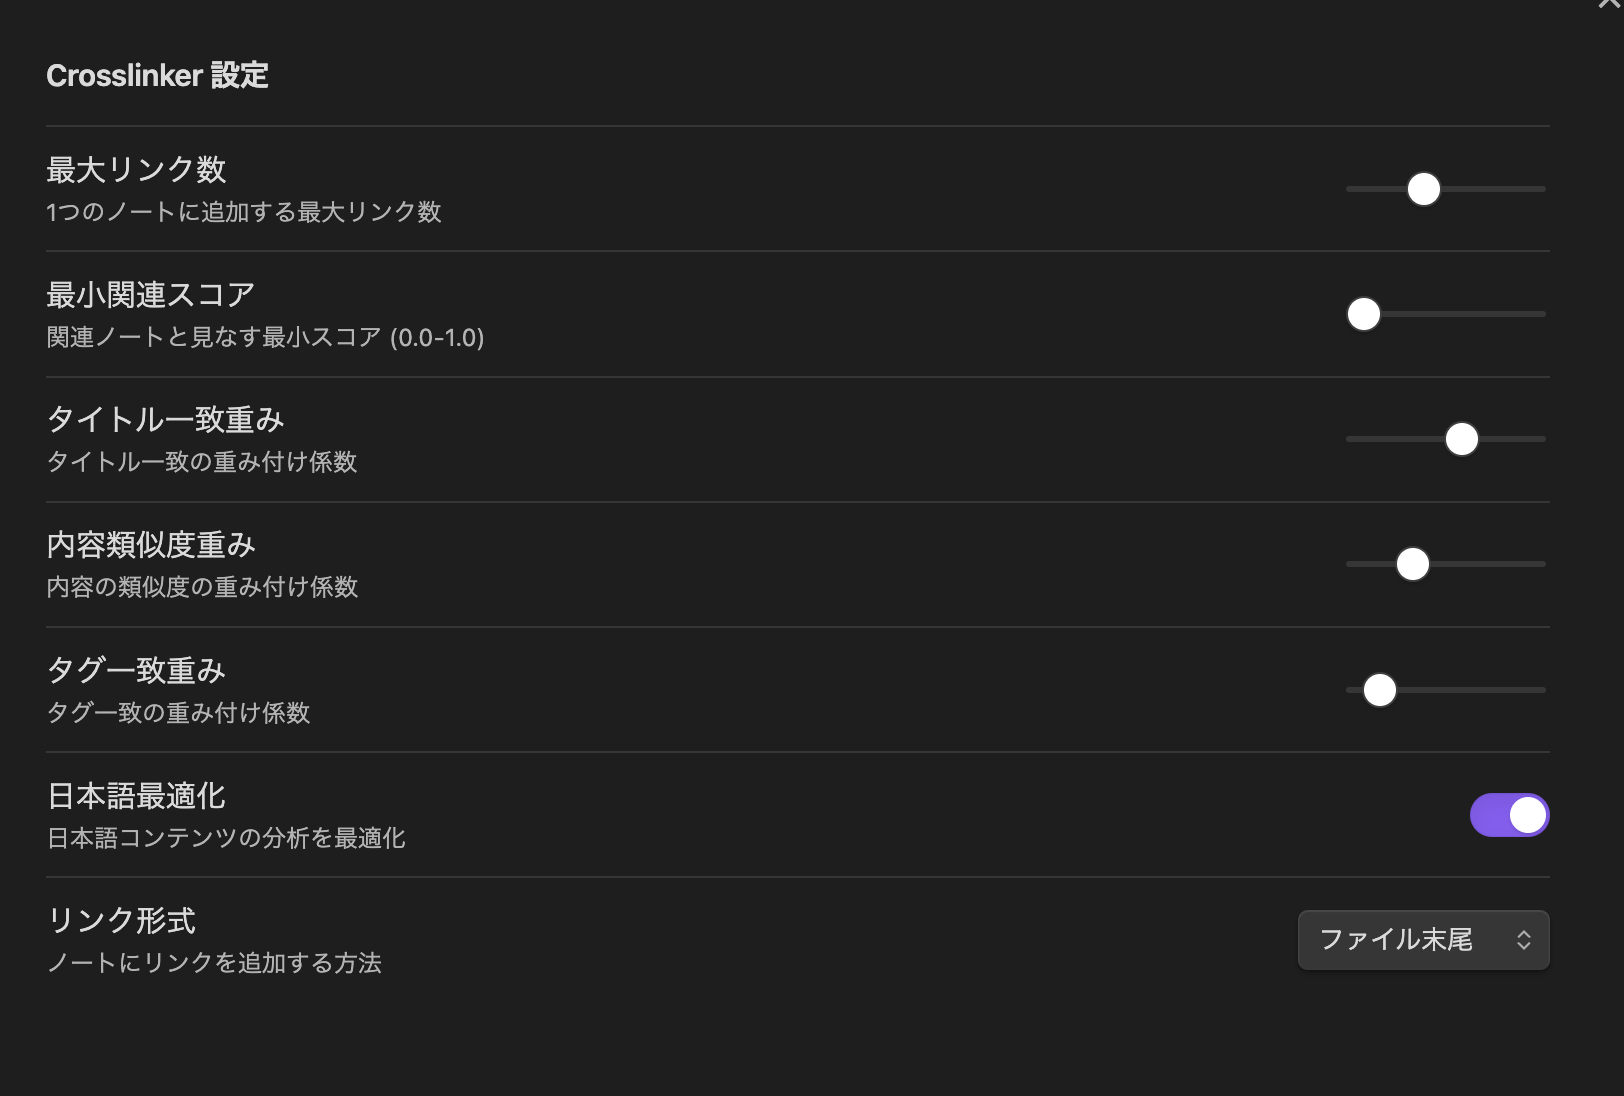 Crosslinker 設定
最大リンク数
1つのノートに追加する最大リンク数
最小関連スコア
関連ノートと見なす最小スコア (0.0-1.0)
タイトル一致重み
タイトル一致の重み付け係数
内容類似度重み
内容の類似度の重み付け係数
タグ一致重み
タグ一致の重み付け係数
日本語最適化
日本語コンテンツの分析を最適化
リンク形式
ノートにリンクを追加する方法
ファイル末尾